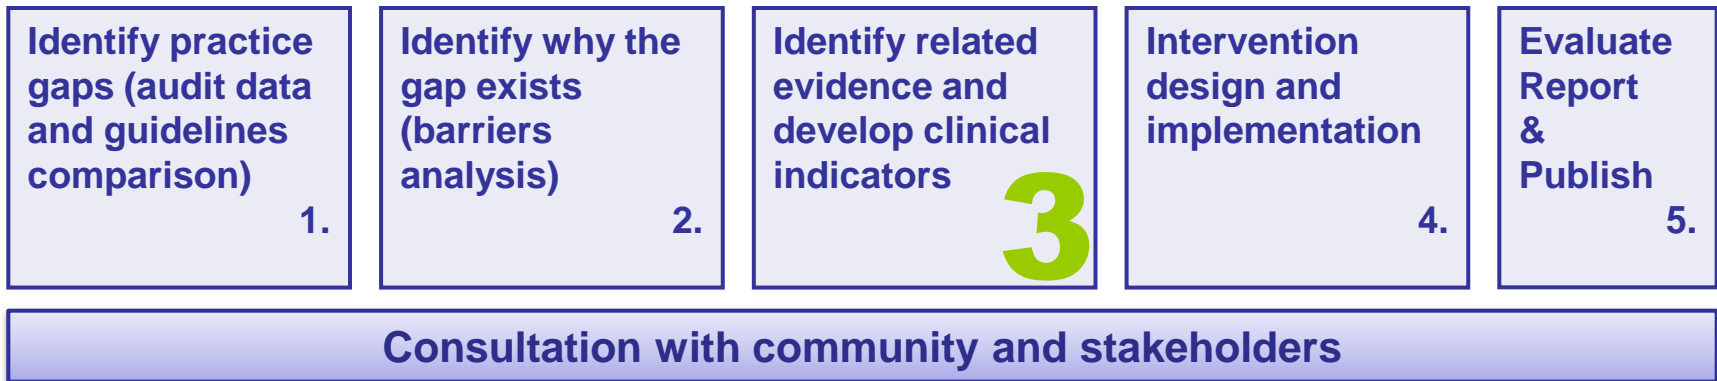 Identify practice
gaps (audit data
and guidelines
comparison)
1.
Identify why the
gap exists
(barriers
analysis)
2.
Identify related
evidence and
develop clinical
indicators
3
Intervention
design and
implementation
4.
Evaluate
Report
&
Publish
5.
Consultation with community and stakeholders